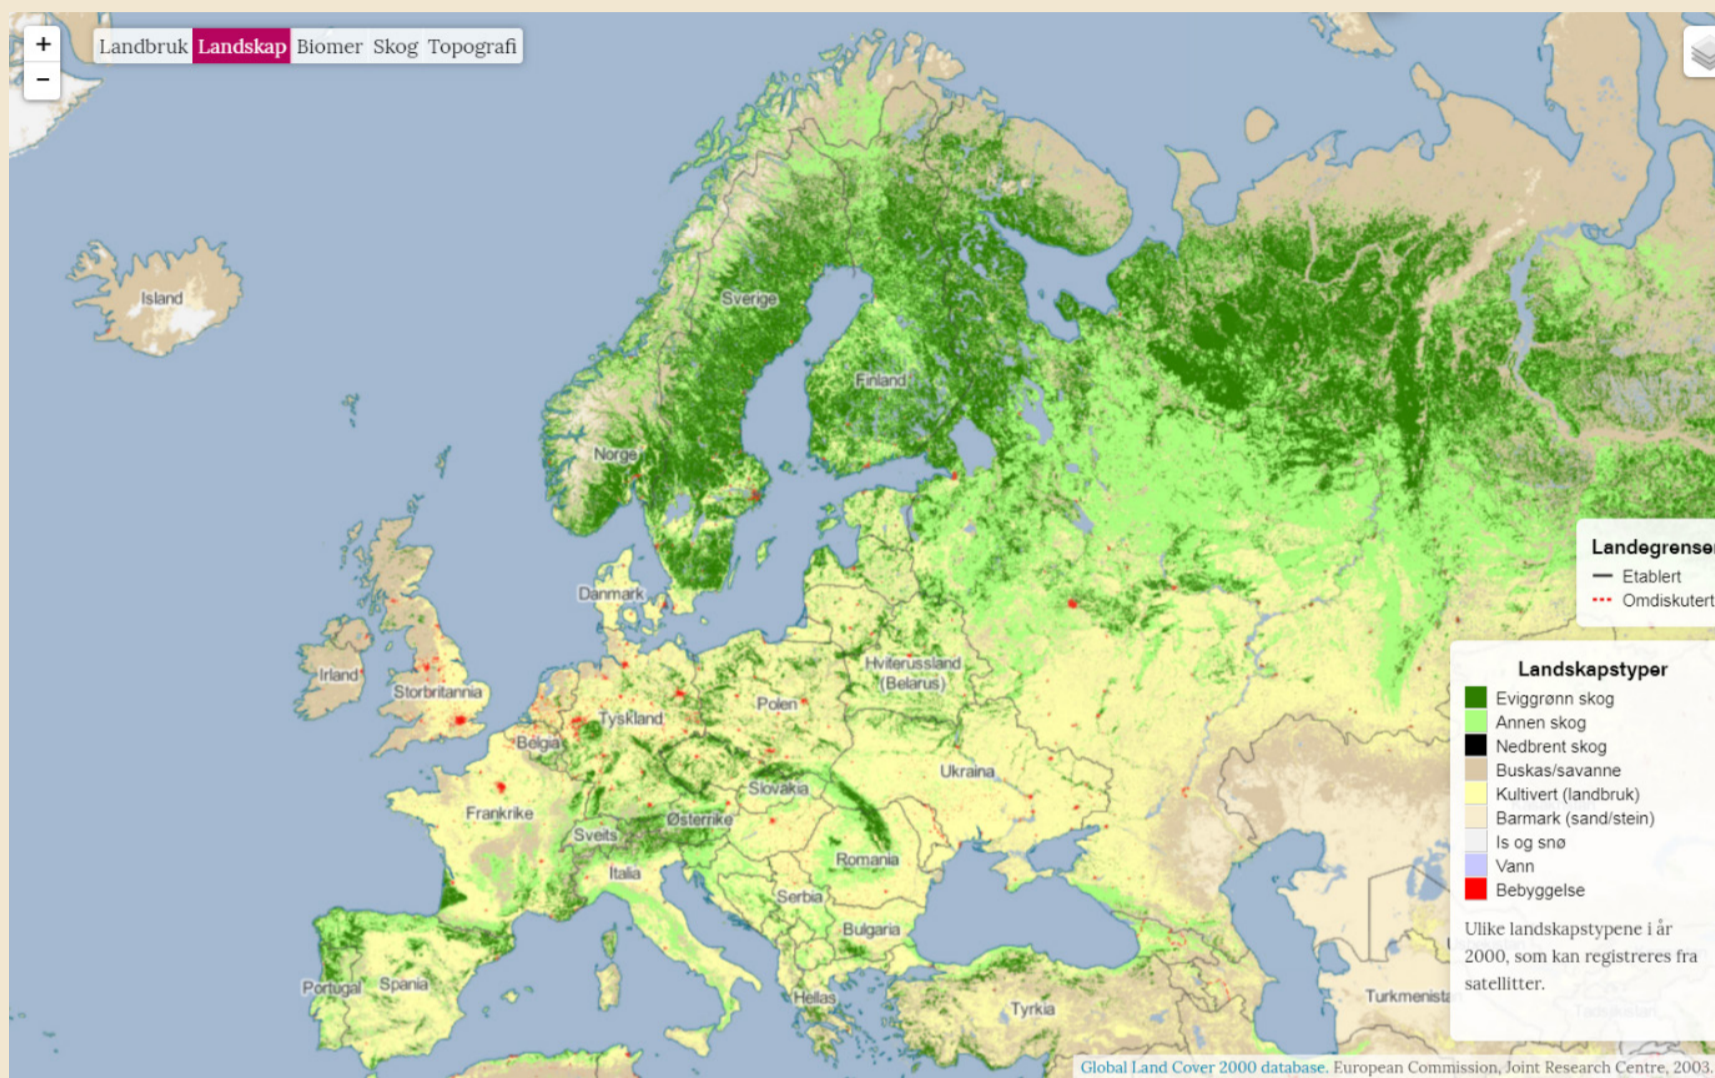 +
−
Landbruk Landskap Biomer Skog Topografi
Island
Sverige
Finland
Norge
Danmark
Irland
Storbritannia
Hviterussland
(Belarus)
Polen
Tyskland
Belgia
Ukraina
Slovakia
Frankrike
Østerrike
Sveits
Romania
Italia
Serbia
Bulgaria
Portugal
Spania
Hellas
Tyrkia
Turkmenista
Landegrenser
Etablert
Omdiskutert
Landskapstyper
Eviggrønn skog
Annen skog
Nedbrent skog
Buskas/savanne
Kultivert (landbruk)
Barmark (sand/stein)
Is og snø
Vann
Bebyggelse
Ulike landskapstypene i år
2000, som kan registreres fra
satellitter.
Global Land Cover 2000 database. European Commission, Joint Research Centre, 2003.